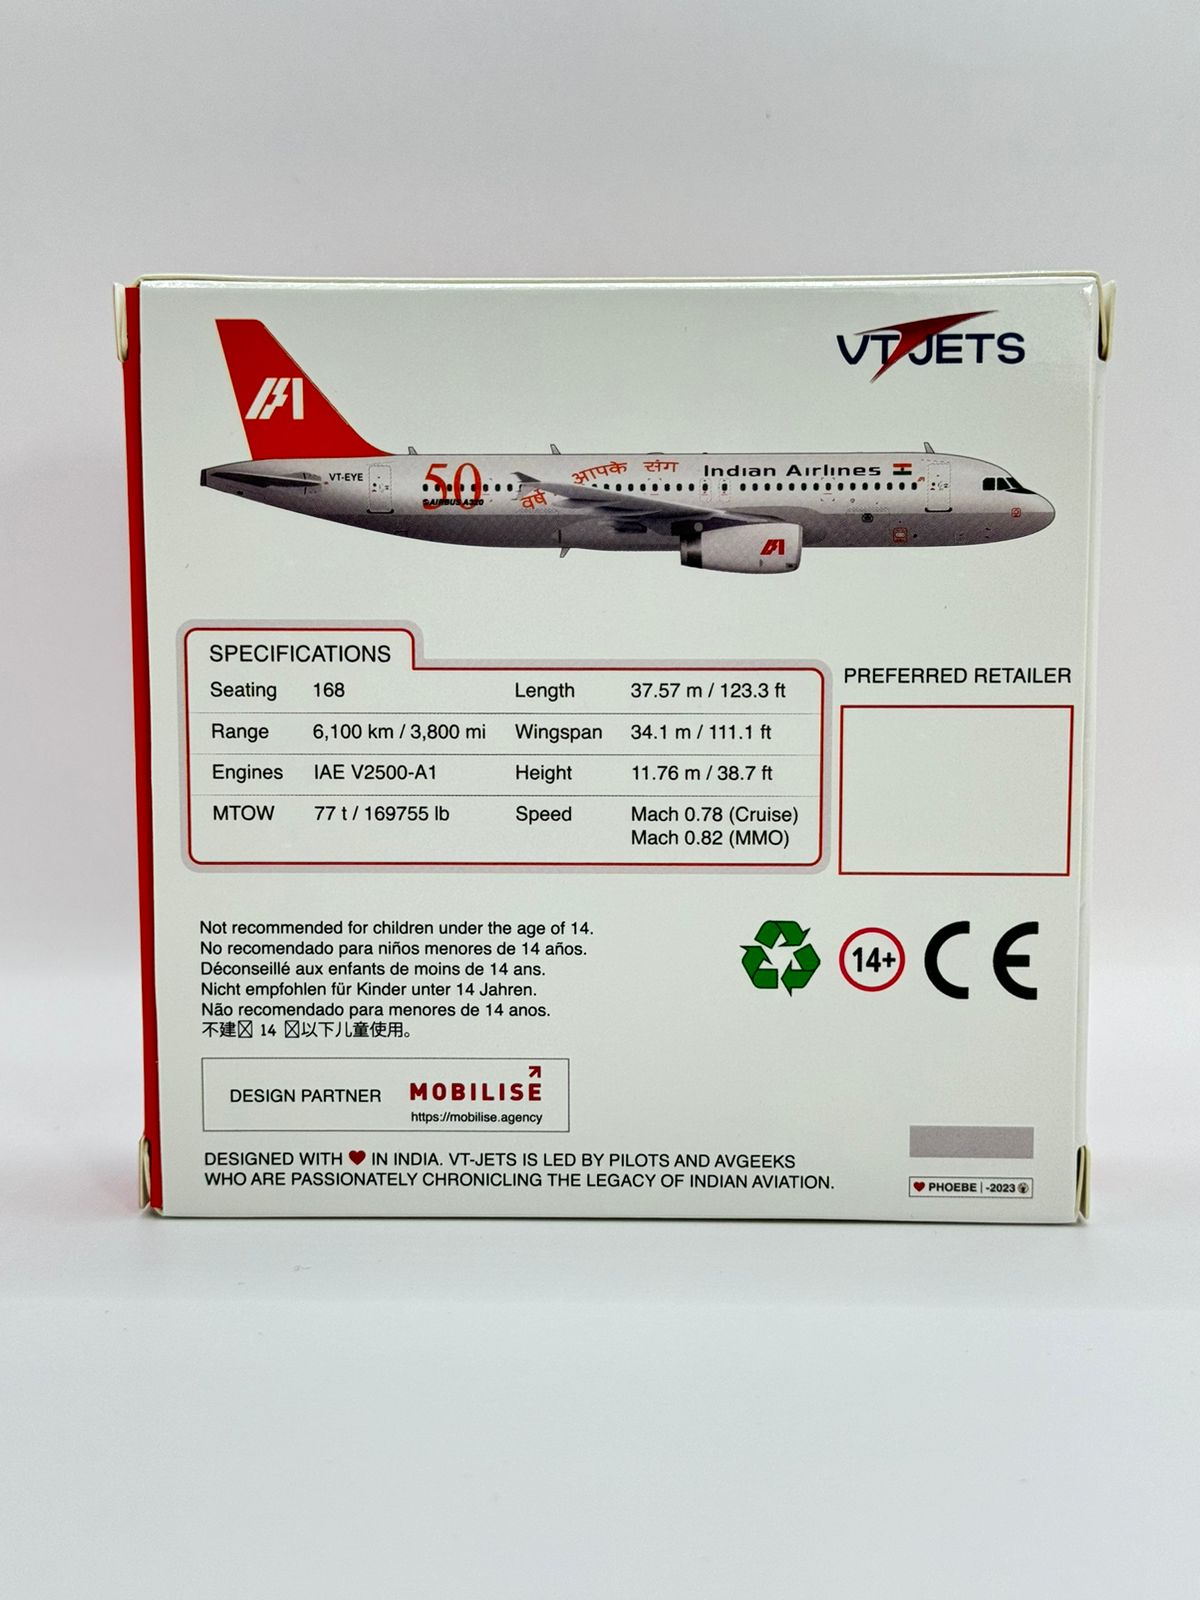 VT JETS
VT-EYE
50
AIRBUS A320
वर्ष
आपके संग
Indian Airlines
SPECIFICATIONS
Seating 168 Length 37.57 m / 123.3 ft
Range 6,100 km / 3,800 mi Wingspan 34.1 m / 111.1 ft
Engines IAE V2500-A1 Height 11.76 m / 38.7 ft
MTOW 77 t / 169755 lb Speed Mach 0.78 (Cruise)
Mach 0.82 (MMO)
PREFERRED RETAILER
Not recommended for children under the age of 14.
No recomendado para niños menores de 14 años.
Déconseillé aux enfants de moins de 14 ans.
Nicht empfohlen für Kinder unter 14 Jahren.
Não recomendado para menores de 14 anos.
不建☒ 14 ☒以下儿童使用。
14+
CE
DESIGN PARTNER
MOBILISE
https://mobilise.agency
DESIGNED WITH ♥ IN INDIA. VT-JETS IS LED BY PILOTS AND AVGEEKS
WHO ARE PASSIONATELY CHRONICLING THE LEGACY OF INDIAN AVIATION.
♥ PHOEBE | -2023